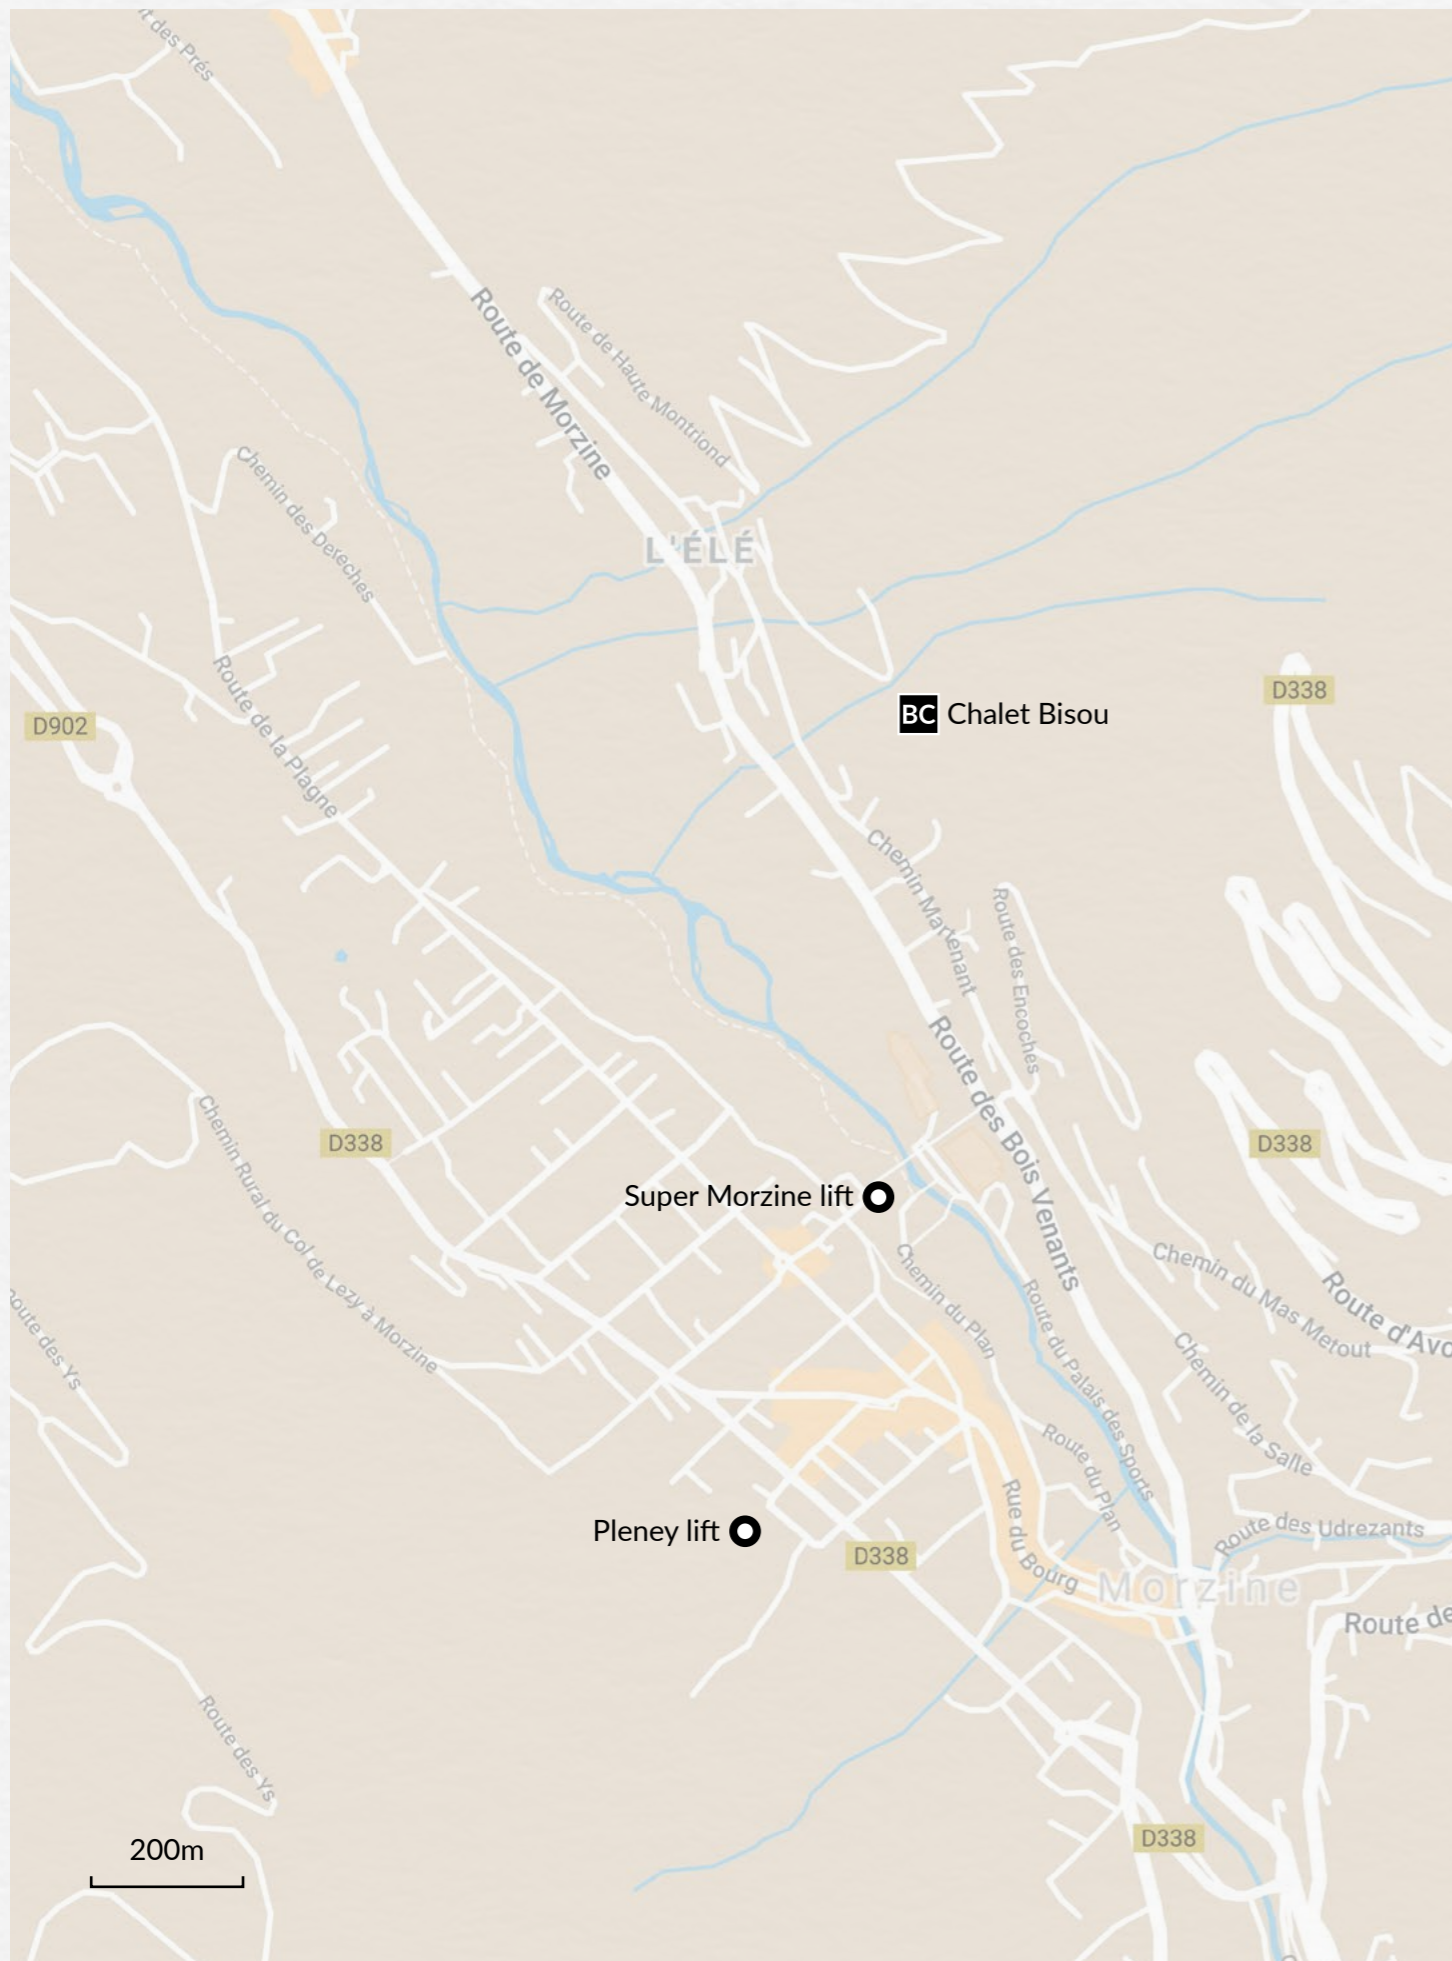 Route de Morzine
Route de Haute Montriond
Chemin des Dereches
L'ÉLÉ
Route de la Plagne
D902
D338
BC Chalet Bisou
Chemin Martenant
Route des Encoches
Route des Bois Venants
D338
D338
Chemin Rural du Col de Lezy à Morzine
Super Morzine lift
Chemin du Plan
Route du Palais des Sports
Chemin du Mas Metout
Route d'Avo
Chemin de la Salle
oute des Ys
Route du Plan
Rue du Bourg
Route des Udrezants
Pleney lift
D338
Morzine
Route de
Route des Ys
D338
200m